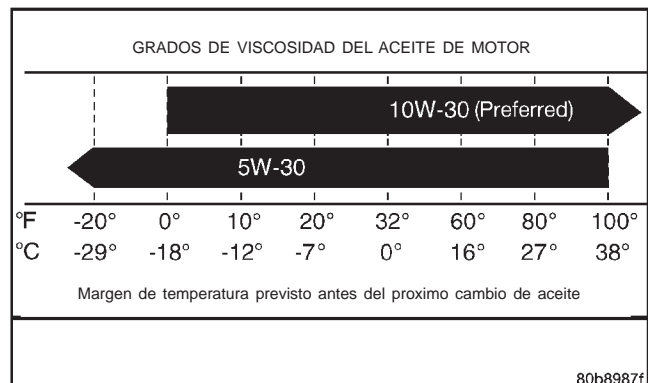 GRADOS DE VISCOSIDAD DEL ACEITE DE MOTOR
10W-30 (Preferred)
5W-30
°F -20° 0° 10° 20° 32° 60° 80° 100°
°C -29° -18° -12° -7° 0° 16° 27° 38°
Margen de temperatura previsto antes del proximo cambio de aceite
80b8987f